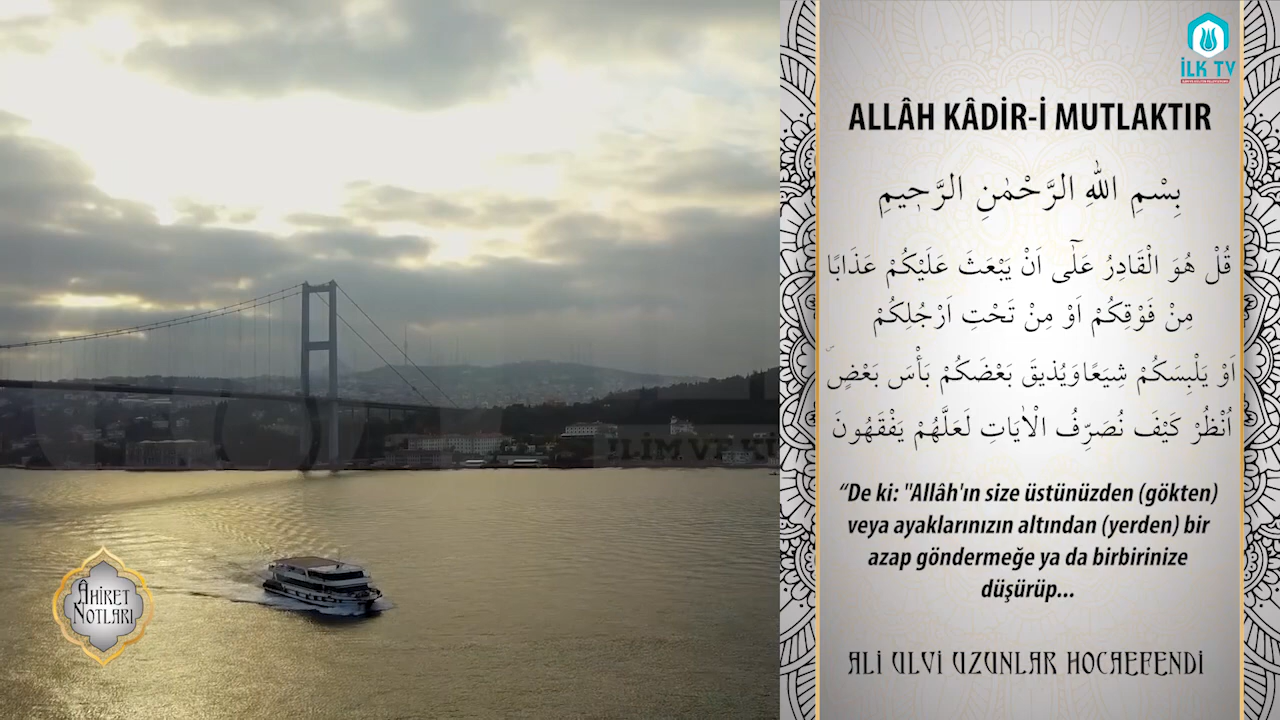 İLK TV
ALLÂH KÂDİR-İ MUTLAKTIR
بِسْمِ اللهِ الرَّحْمٰنِ الرَّح۪يمِ
قُلْ هُوَ الْقَادِرُ عَلٰٓى اَنْ يَبْعَثَ عَلَيْكُمْ عَذَابًا
مِنْ فَوْقِكُمْ اَوْ مِنْ تَحْتِ اَرْجُلِكُمْ
اَوْ يَلْبِسَكُمْ شِيَعًا وَيُذ۪يقَ بَعْضَكُمْ بَأْسَ بَعْضٍۜ
اُنْظُرْ كَيْفَ نُصَرِّفُ الْاٰيَاتِ لَعَلَّهُمْ يَفْقَهُونَ
“De ki: "Allâh'ın size üstünüzden (gökten)
veya ayaklarınızın altından (yerden) bir
azap göndermeğe ya da birbirinize
düşürüp...
ALİ ULVİ UZUNLAR HOCAEFENDİ
ÂHİRET
NOTLARI